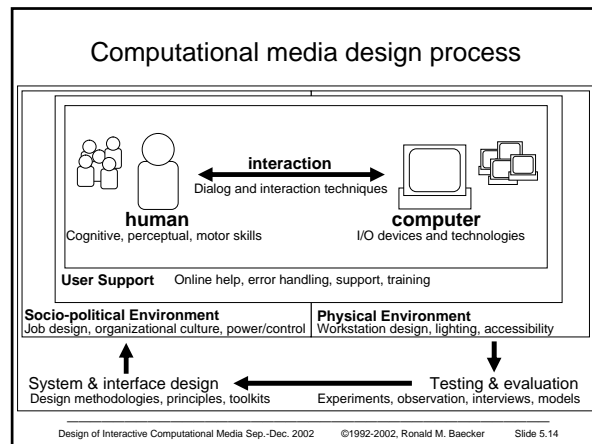 Computational media design process
interaction
Dialog and interaction techniques
human
Cognitive, perceptual, motor skills
computer
I/O devices and technologies
User Support Online help, error handling, support, training
Socio-political Environment
Job design, organizational culture, power/control
Physical Environment
Workstation design, lighting, accessibility
System & interface design
Design methodologies, principles, toolkits
Testing & evaluation
Experiments, observation, interviews, models
Design of Interactive Computational Media Sep.-Dec. 2002 ©1992-2002, Ronald M. Baecker Slide 5.14